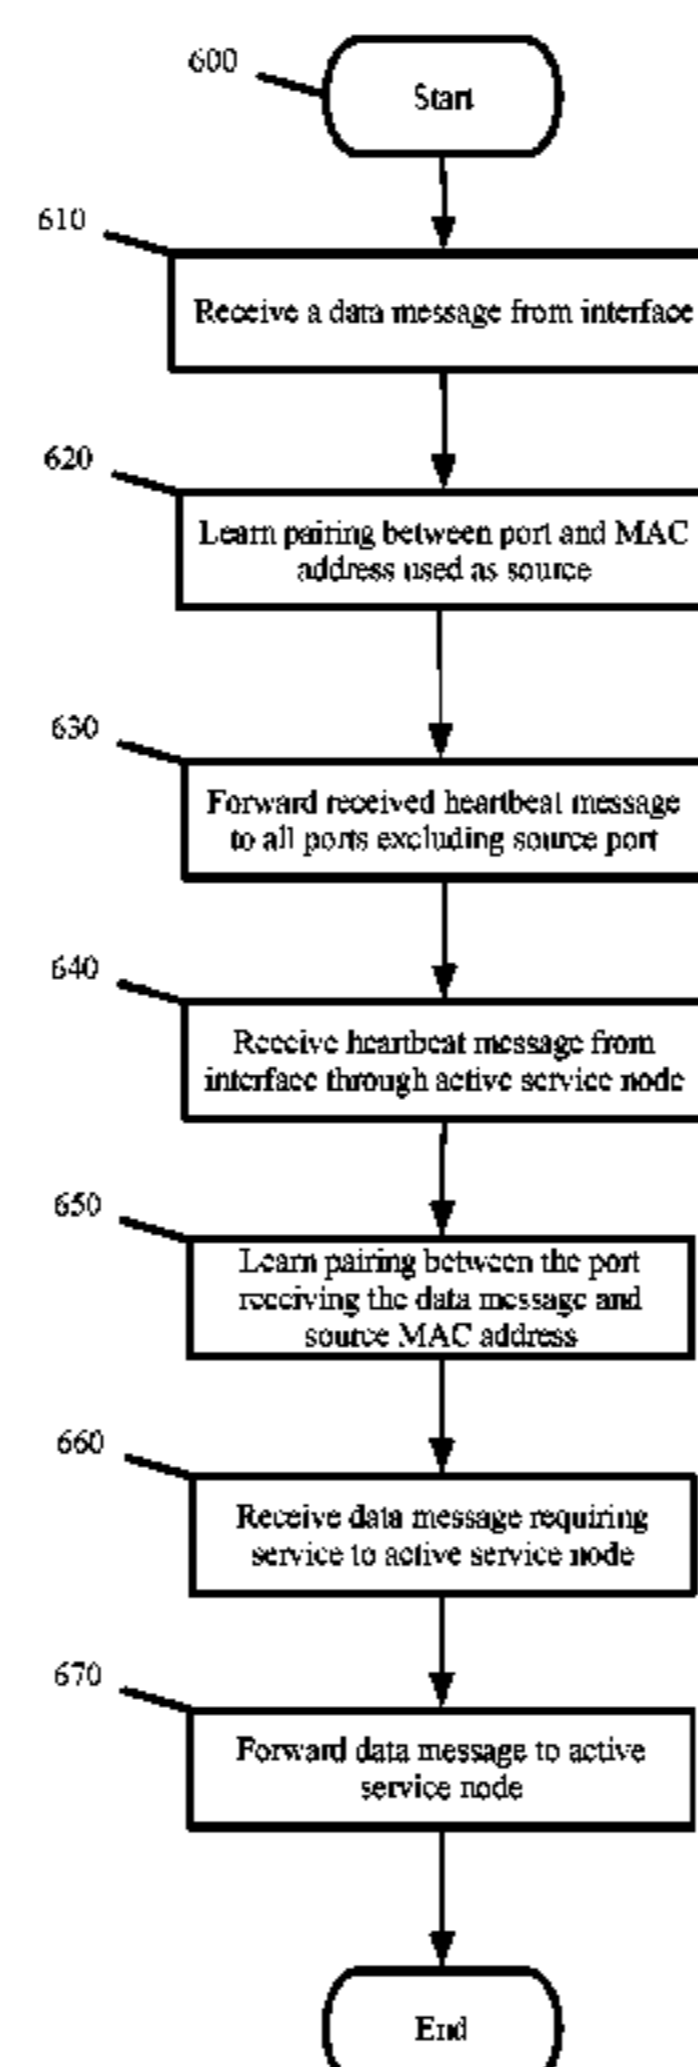 600
Start
610
Receive a data message from interface
620
Learn pairing between port and MAC
address used as source
630
Forward received heartbeat message
to all ports excluding source port
640
Receive heartbeat message from
interface through active service node
650
Learn pairing between the port
receiving the data message and
source MAC address
660
Receive data message requiring
service to active service node
670
Forward data message to active
service node
End